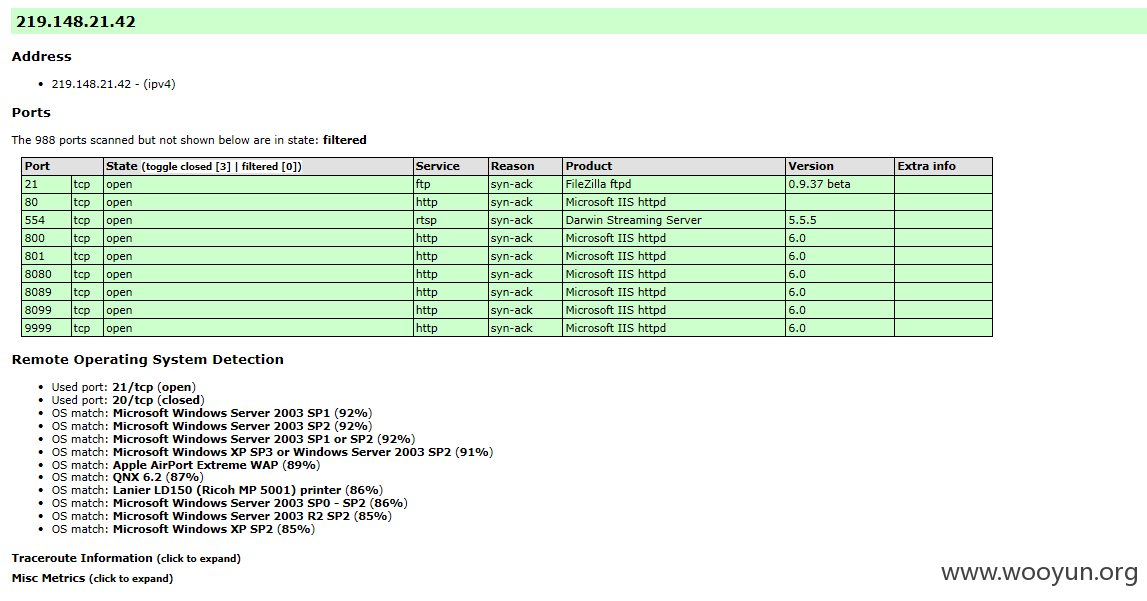 219.148.21.42
Address
• 219.148.21.42 - (ipv4)
Ports
The 988 ports scanned but not shown below are in state: filtered
Port State (toggle closed [3] | filtered [0]) Service Reason Product Version Extra info
21 tcp open ftp syn-ack FileZilla ftpd 0.9.37 beta
80 tcp open http syn-ack Microsoft IIS httpd
554 tcp open rtsp syn-ack Darwin Streaming Server 5.5.5
800 tcp open http syn-ack Microsoft IIS httpd 6.0
801 tcp open http syn-ack Microsoft IIS httpd 6.0
8080 tcp open http syn-ack Microsoft IIS httpd 6.0
8089 tcp open http syn-ack Microsoft IIS httpd 6.0
8099 tcp open http syn-ack Microsoft IIS httpd 6.0
9999 tcp open http syn-ack Microsoft IIS httpd 6.0
Remote Operating System Detection
• Used port: 21/tcp (open)
• Used port: 20/tcp (closed)
• OS match: Microsoft Windows Server 2003 SP1 (92%)
• OS match: Microsoft Windows Server 2003 SP2 (92%)
• OS match: Microsoft Windows Server 2003 SP1 or SP2 (92%)
• OS match: Microsoft Windows XP SP3 or Windows Server 2003 SP2 (91%)
• OS match: Apple AirPort Extreme WAP (89%)
• OS match: QNX 6.2 (87%)
• OS match: Lanier LD150 (Ricoh MP 5001) printer (86%)
• OS match: Microsoft Windows Server 2003 SP0 - SP2 (86%)
• OS match: Microsoft Windows Server 2003 R2 SP2 (85%)
• OS match: Microsoft Windows XP SP2 (85%)
Traceroute Information (click to expand)
Misc Metrics (click to expand)
www.wooyun.org